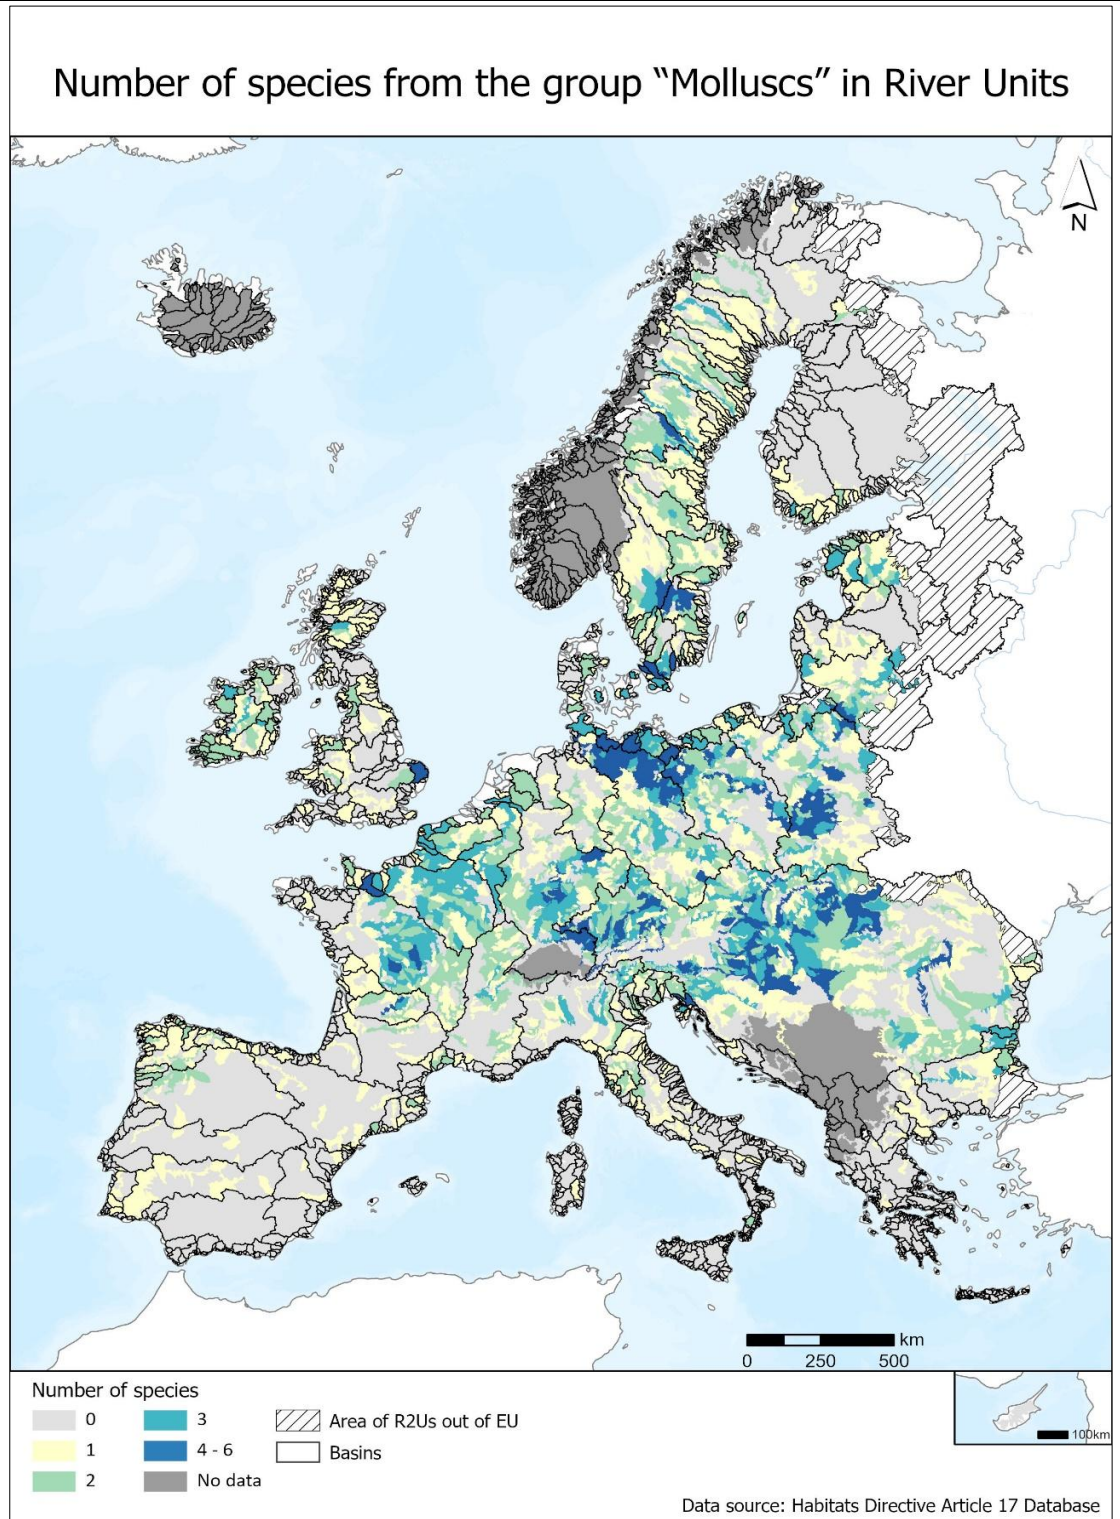 Number of species from the group “Molluscs” in River Units
N
km
0 250 500
Number of species
0
3
Area of R2Us out of EU
1
4 - 6
Basins
2
No data
100km
Data source: Habitats Directive Article 17 Database